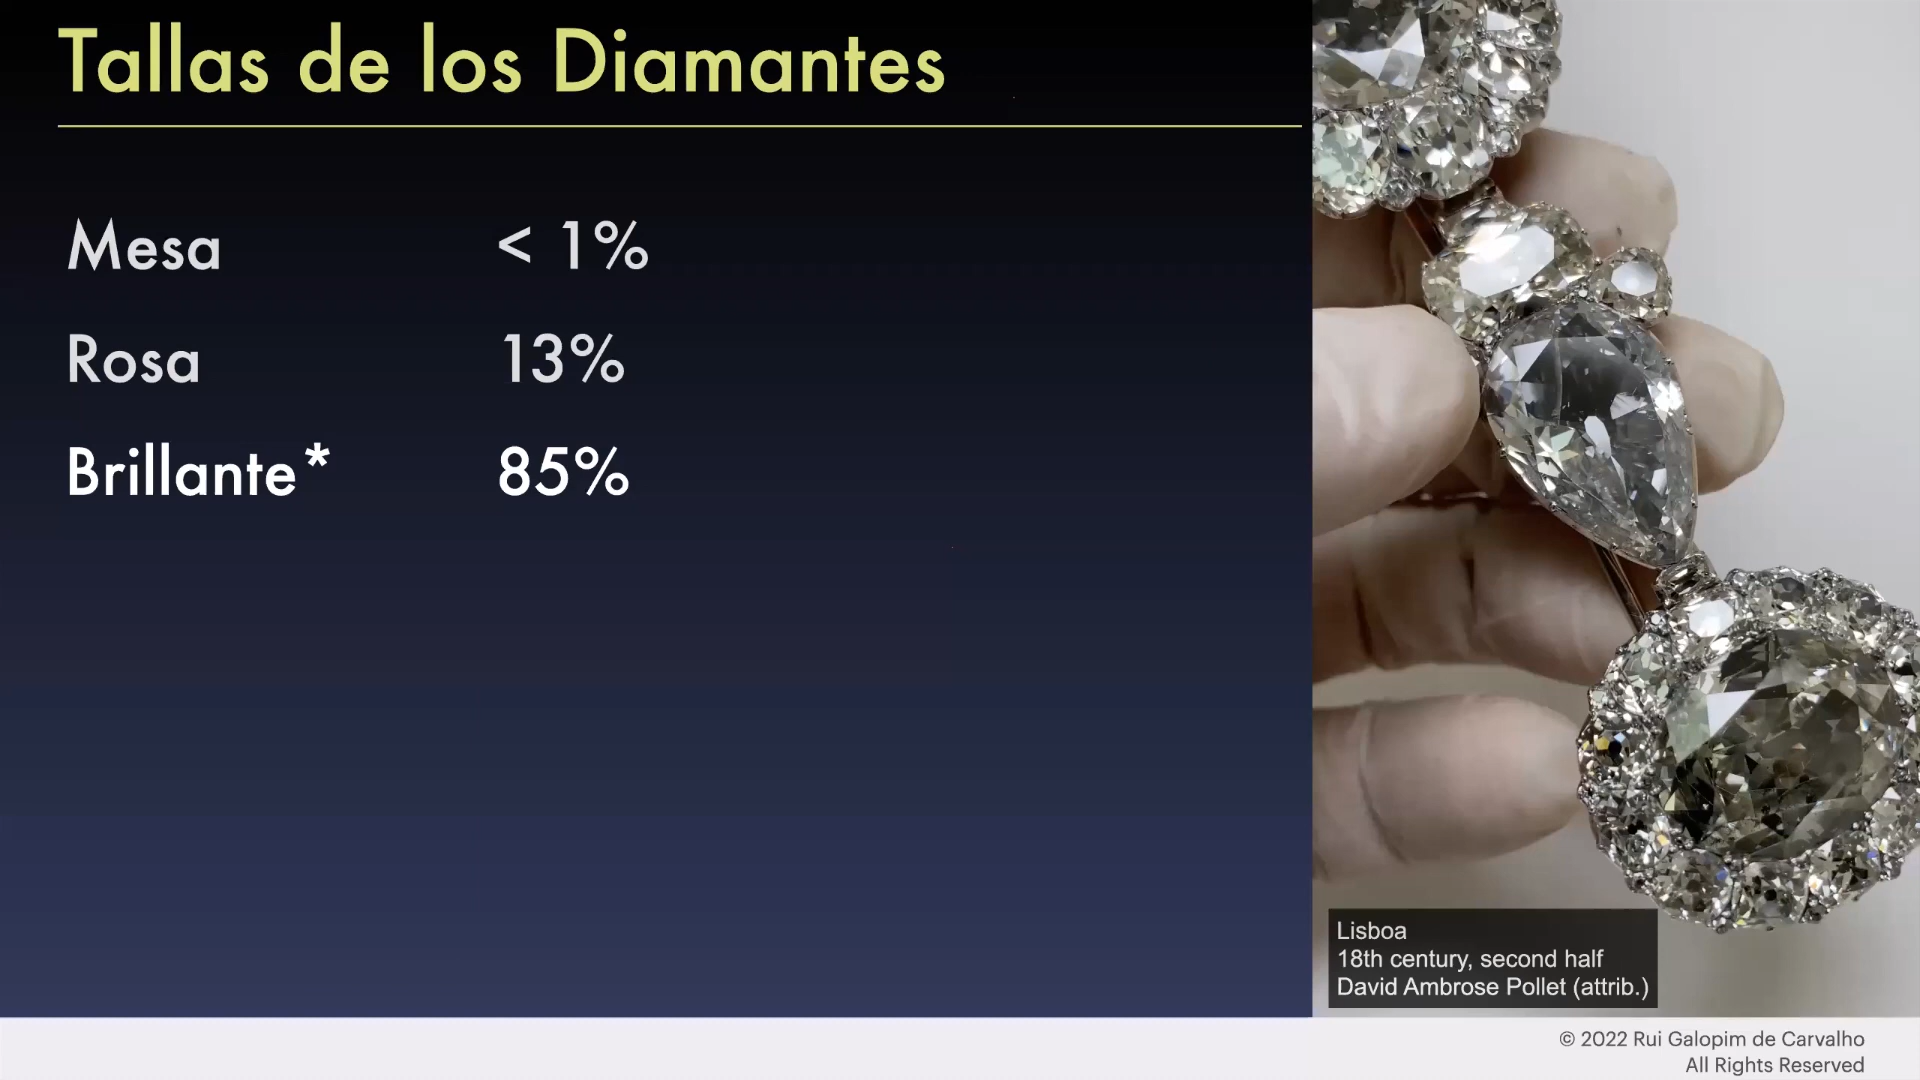 Tallas de los Diamantes
Mesa < 1%
Rosa 13%
Brillante* 85%
Lisboa
18th century, second half
David Ambrose Pollet (attrib.)
© 2022 Rui Galopim de Carvalho
All Rights Reserved